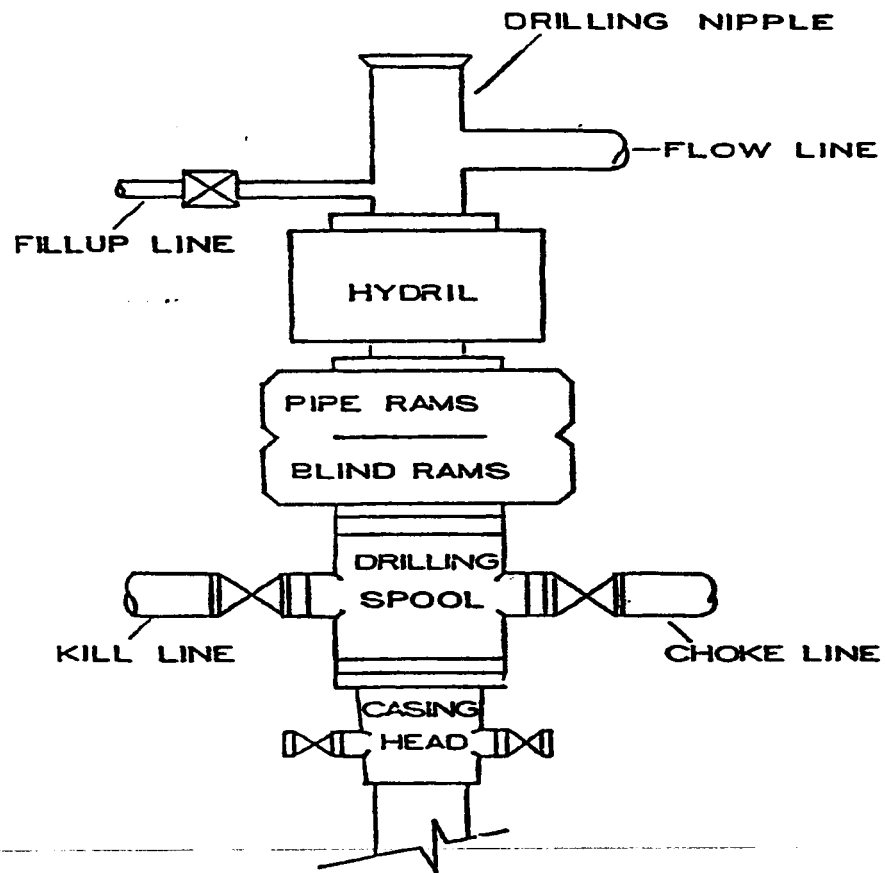 DRILLING NIPPLE
FLOW LINE
FILLUP LINE
HYDRIL
PIPE RAMS
BLIND RAMS
DRILLING
SPOOL
KILL LINE
CHOKE LINE
CASING
HEAD